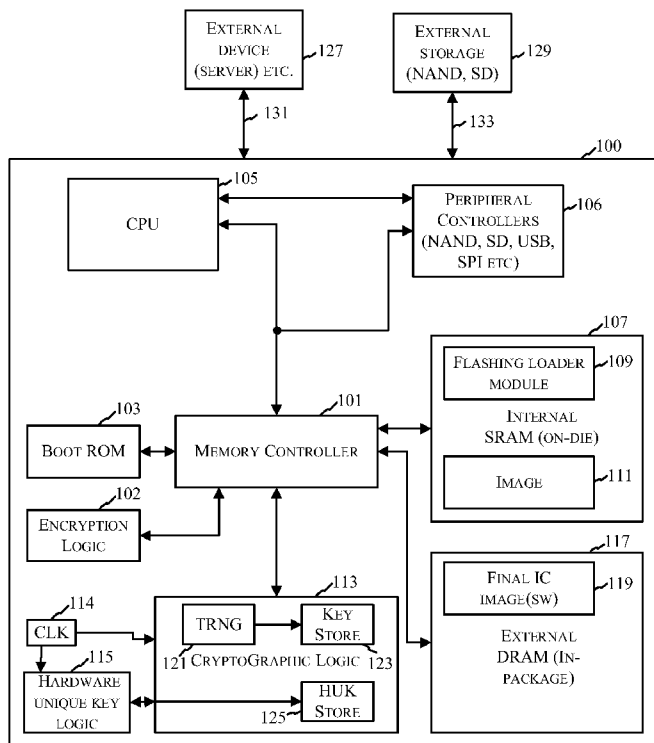 EXTERNAL
DEVICE
(SERVER) ETC.
127
EXTERNAL
STORAGE
(NAND, SD)
129
131
133
100
105
CPU
PERIPHERAL
CONTROLLERS
(NAND, SD, USB,
SPI ETC)
106
107
FLASHING LOADER
MODULE
109
INTERNAL
SRAM (ON-DIE)
IMAGE
111
103
BOOT ROM
101
MEMORY CONTROLLER
102
ENCRYPTION
LOGIC
117
FINAL IC
IMAGE(SW)
119
EXTERNAL
DRAM (IN-
PACKAGE)
113
114
CLK
TRNG
KEY
STORE
121
123
CRYPTOGRAPHIC LOGIC
115
HARDWARE
UNIQUE KEY
LOGIC
HUK
STORE
125